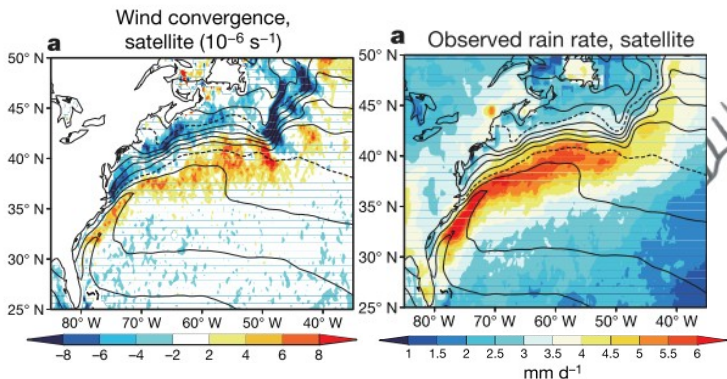 Wind convergence,
satellite (10⁻⁶ s⁻¹)
a
50° N
45° N
40° N
35° N
30° N
25° N
80° W 70° W 60° W 50° W 40° W
−8 −6 −4 −2 2 4 6 8
a Observed rain rate, satellite
50° N
45° N
40° N
35° N
30° N
25° N
80° W 70° W 60° W 50° W 40° W
1 1.5 2 2.5 3 3.5 4 4.5 5 5.5 6
mm d⁻¹